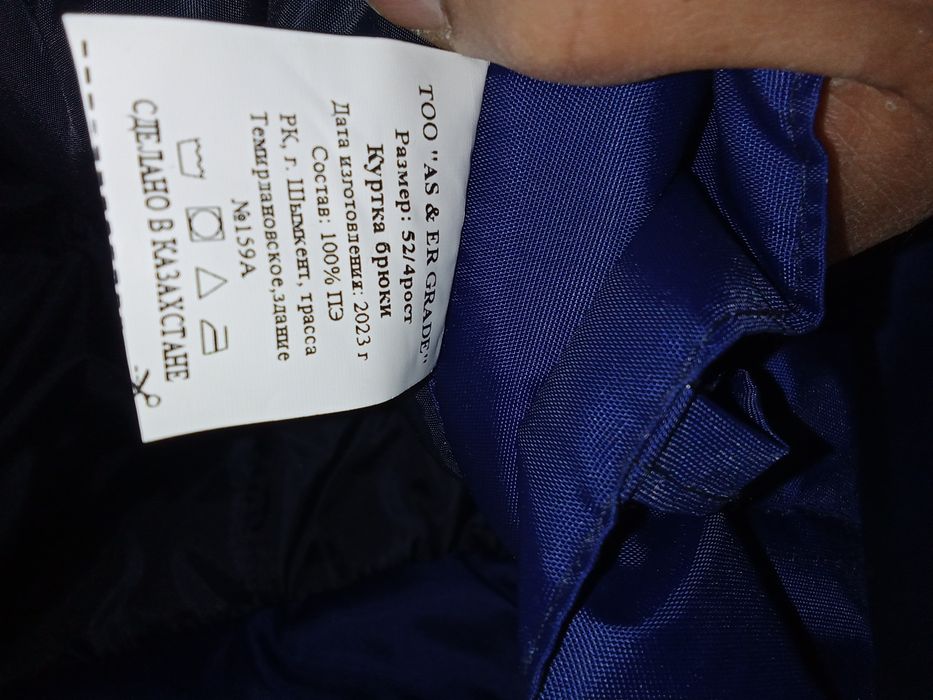 ТОО "AS & ER GRADE"
Размер: 52/4рост
Куртка брюки
Дата изготовления: 2023 г
Состав: 100% ПЭ
РК, г. Шымкент, трасса
Темирлановское,здание
№159А
СДЕЛАНО В КАЗАХСТАНЕ